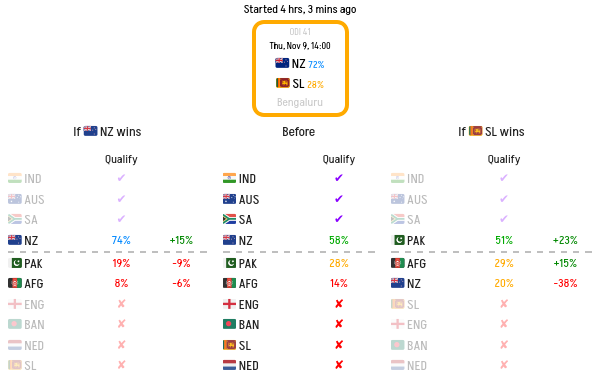 Started 4 hrs, 3 mins ago
ODI 41
Thu, Nov 9, 14:00
NZ 72%
SL 28%
Bengaluru
If NZ wins
Before
If SL wins
Qualify
Qualify
Qualify
IND ✔ IND ✔ IND ✔
AUS ✔ AUS ✔ AUS ✔
SA ✔ SA ✔ SA ✔
NZ 74% +15% NZ 58% PAK 51% +23%
PAK 19% -9% PAK 28% AFG 29% +15%
AFG 8% -6% AFG 14% NZ 20% -38%
ENG ✘ ENG ✘ SL ✘
BAN ✘ BAN ✘ ENG ✘
NED ✘ SL ✘ BAN ✘
SL ✘ NED ✘ NED ✘